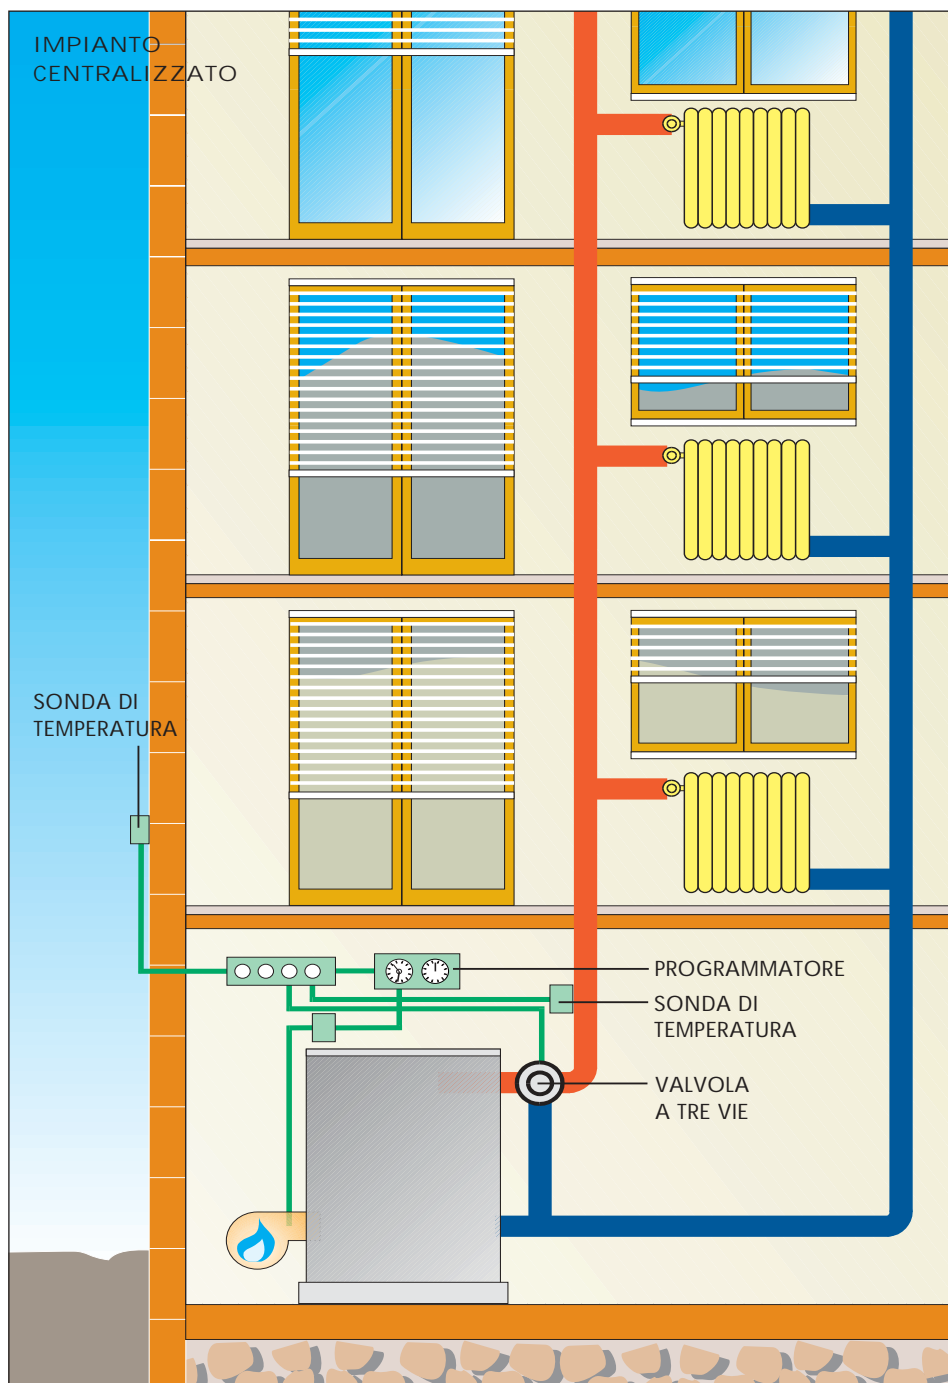 IMPIANTO
CENTRALIZZATO
SONDA DI
TEMPERATURA
PROGRAMMATORE
SONDA DI
TEMPERATURA
VALVOLA
A TRE VIE